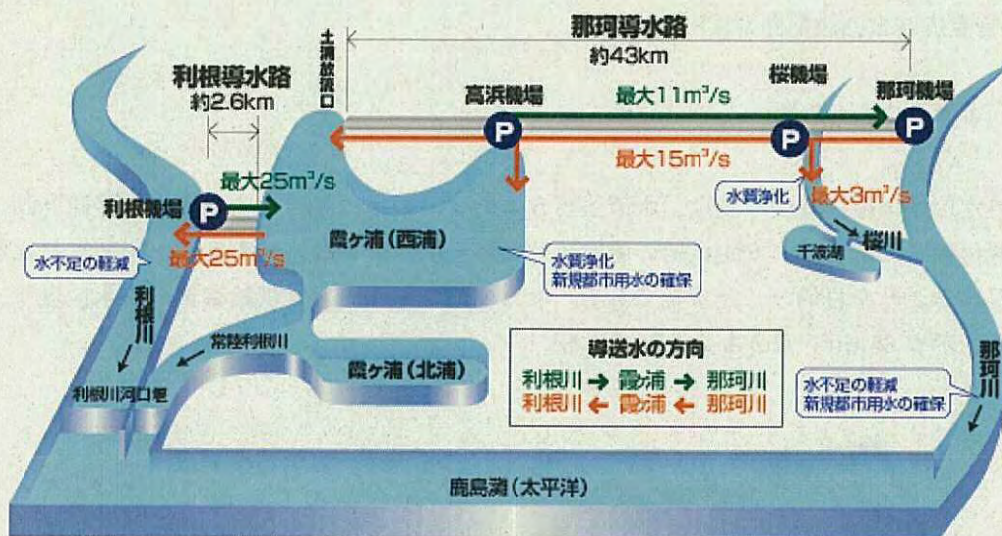 那珂導水路
約43km
土浦放流口
利根導水路
約2.6km
高浜機場
桜機場
那珂機場
最大11m³/s
P
P
P
最大15m³/s
最大25m³/s
水質浄化
最大3m³/s
利根機場
P
最大25m³/s
霞ヶ浦(西浦)
水質浄化
新規都市用水の確保
千波湖
桜川
水不足の軽減
利根川
常陸利根川
霞ヶ浦(北浦)
導送水の方向
利根川 → 霞ヶ浦 → 那珂川
利根川 ← 霞ヶ浦 ← 那珂川
那珂川
水不足の軽減
新規都市用水の確保
利根川河口堰
鹿島灘(太平洋)